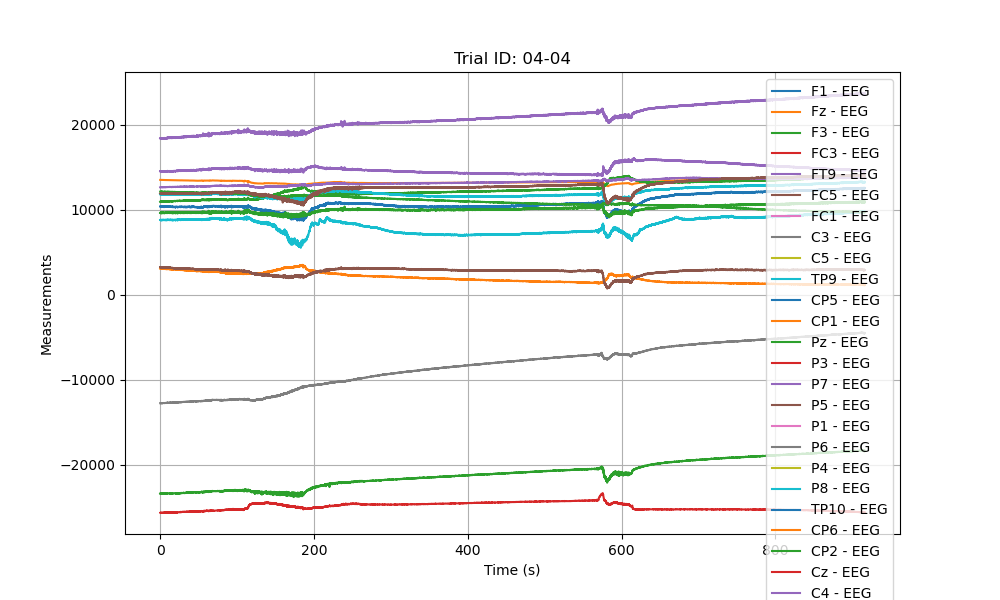 Trial ID: 04-04
Measurements
20000
10000
0
−10000
−20000
0
200
400
600
800
Time (s)
F1 - EEG
Fz - EEG
F3 - EEG
FC3 - EEG
FT9 - EEG
FC5 - EEG
FC1 - EEG
C3 - EEG
C5 - EEG
TP9 - EEG
CP5 - EEG
CP1 - EEG
Pz - EEG
P3 - EEG
P7 - EEG
P5 - EEG
P1 - EEG
P6 - EEG
P4 - EEG
P8 - EEG
TP10 - EEG
CP6 - EEG
CP2 - EEG
Cz - EEG
C4 - EEG